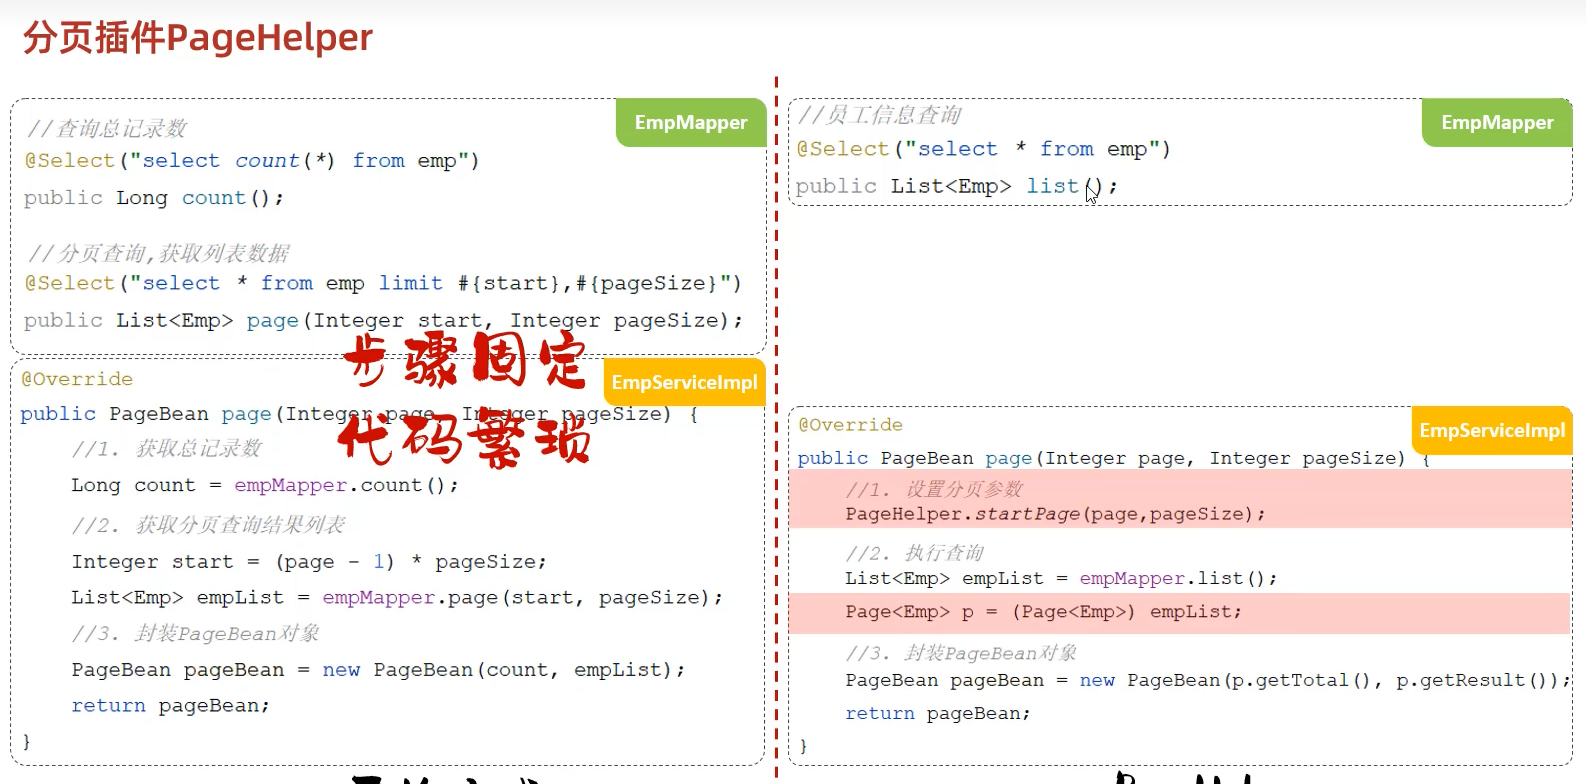 分页插件PageHelper
EmpMapper
//查询总记录数
@Select("select count(*) from emp")
public Long count();
//分页查询,获取列表数据
@Select("select * from emp limit #{start},#{pageSize}")
public List<Emp> page(Integer start, Integer pageSize);
步骤固定
代码繁琐
EmpServiceImpl
@Override
public PageBean page(Integer page, Integer pageSize) {
//1. 获取总记录数
Long count = empMapper.count();
//2. 获取分页查询结果列表
Integer start = (page - 1) * pageSize;
List<Emp> empList = empMapper.page(start, pageSize);
//3. 封装PageBean对象
PageBean pageBean = new PageBean(count, empList);
return pageBean;
}
EmpMapper
//员工信息查询
@Select("select * from emp")
public List<Emp> list();
EmpServiceImpl
@Override
public PageBean page(Integer page, Integer pageSize) {
//1. 设置分页参数
PageHelper.startPage(page,pageSize);
//2. 执行查询
List<Emp> empList = empMapper.list();
Page<Emp> p = (Page<Emp>) empList;
//3. 封装PageBean对象
PageBean pageBean = new PageBean(p.getTotal(), p.getResult());
return pageBean;
}